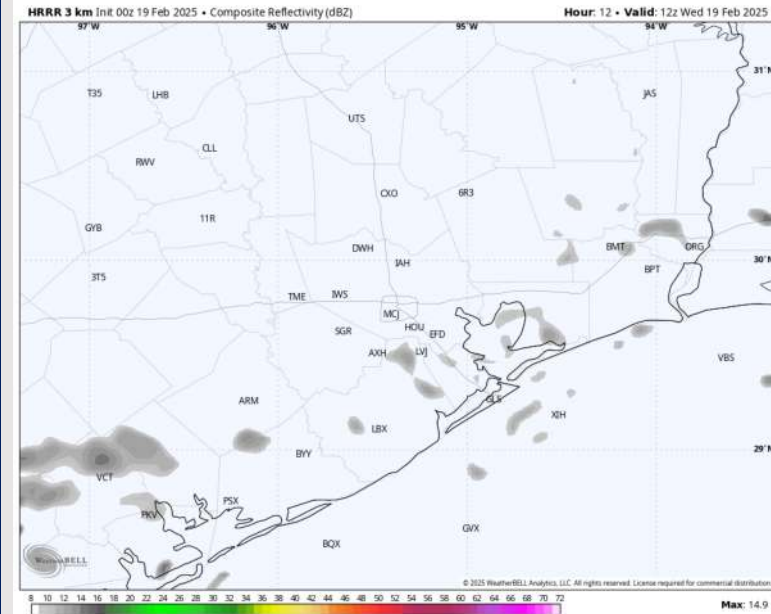 HRRR 3 km Init 00z 19 Feb 2025 • Composite Reflectivity (dBZ) Hour: 12 • Valid: 12z Wed 19 Feb 2025
97°W 96°W 95°W 94°W
31°N
T35 LHB JAS
UTS
CLL
RWV
CXO 6R3
11R
GYB
DWH BMT ORG
IAH 30°N
3T5 BPT
TME IWS
MCJ
SGR HOU EFD
AXH LVJ VBS
ARM GLS
LBX XIH
BYY 29°N
VCT
PSX
PKV
BQX GVX
WeatherBELL
© 2025 WeatherBELL Analytics, LLC. All rights reserved. License required for commercial distribution
8 10 12 14 16 18 20 22 24 26 28 30 32 34 36 38 40 42 44 46 48 50 52 54 56 58 60 62 64 66 68 70 72
Max: 14.9